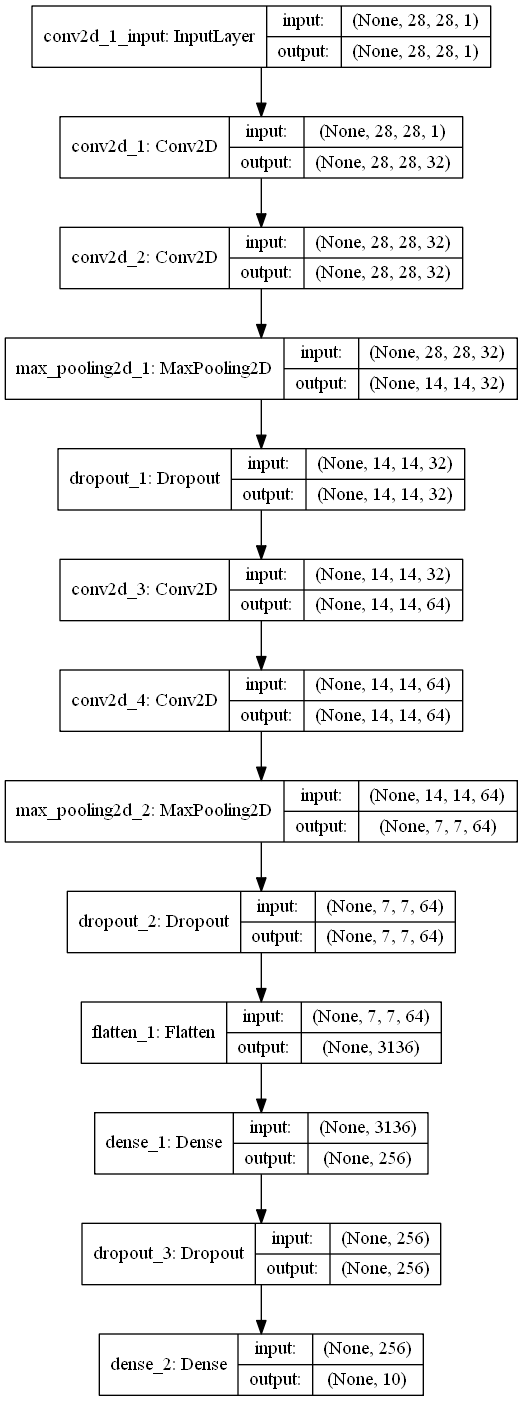 conv2d_1_input: InputLayer
input: (None, 28, 28, 1)
output: (None, 28, 28, 1)
conv2d_1: Conv2D
input: (None, 28, 28, 1)
output: (None, 28, 28, 32)
conv2d_2: Conv2D
input: (None, 28, 28, 32)
output: (None, 28, 28, 32)
max_pooling2d_1: MaxPooling2D
input: (None, 28, 28, 32)
output: (None, 14, 14, 32)
dropout_1: Dropout
input: (None, 14, 14, 32)
output: (None, 14, 14, 32)
conv2d_3: Conv2D
input: (None, 14, 14, 32)
output: (None, 14, 14, 64)
conv2d_4: Conv2D
input: (None, 14, 14, 64)
output: (None, 14, 14, 64)
max_pooling2d_2: MaxPooling2D
input: (None, 14, 14, 64)
output: (None, 7, 7, 64)
dropout_2: Dropout
input: (None, 7, 7, 64)
output: (None, 7, 7, 64)
flatten_1: Flatten
input: (None, 7, 7, 64)
output: (None, 3136)
dense_1: Dense
input: (None, 3136)
output: (None, 256)
dropout_3: Dropout
input: (None, 256)
output: (None, 256)
dense_2: Dense
input: (None, 256)
output: (None, 10)